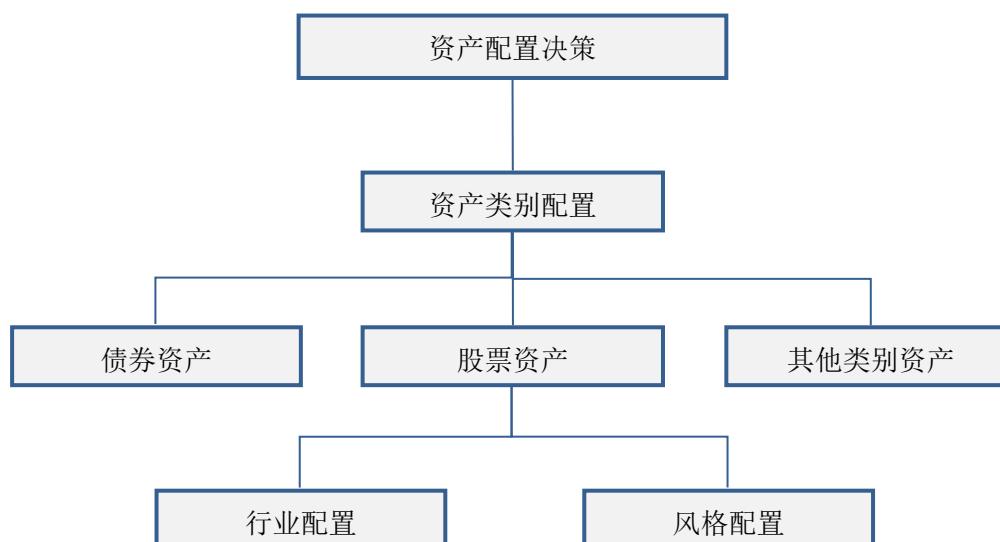 资产配置决策
资产类别配置
债券资产
股票资产
其他类别资产
行业配置
风格配置